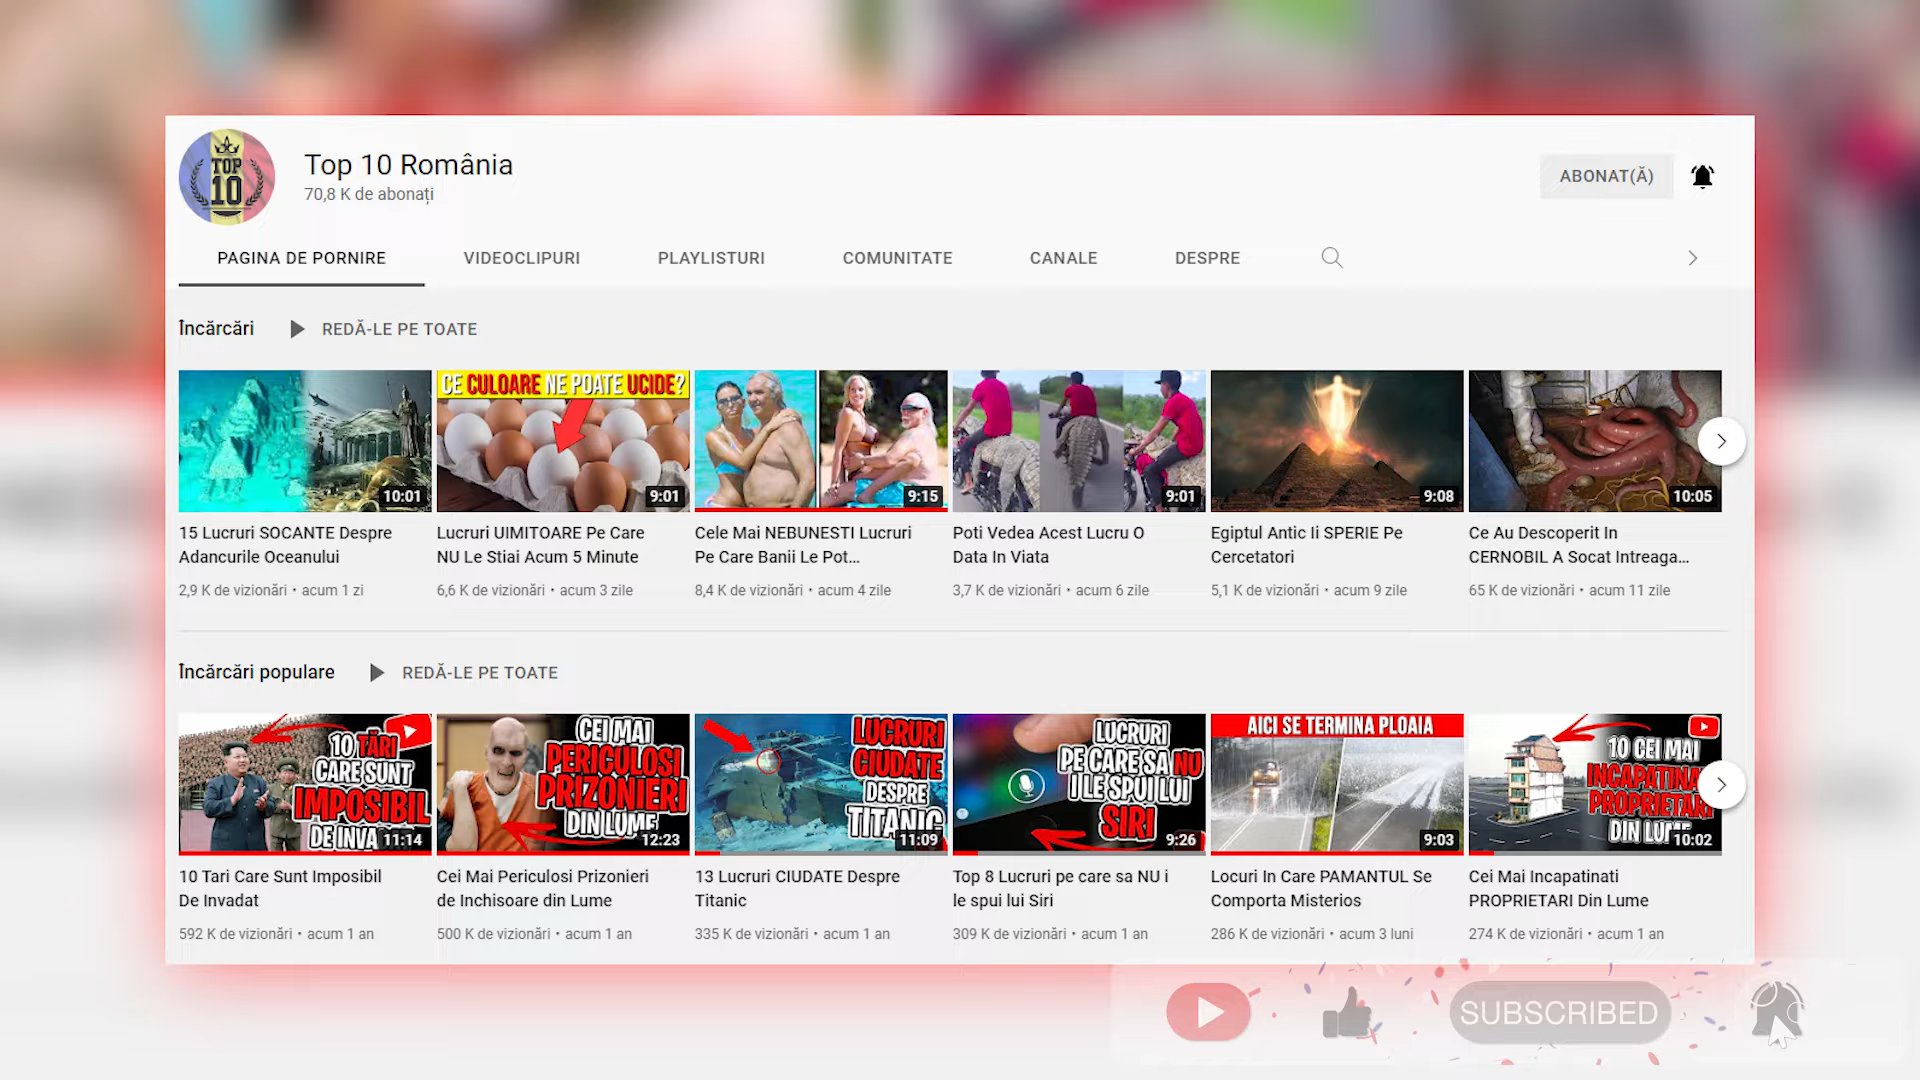 TOP
10
Top 10 România
70,8 K de abonați
ABONAT(Ă)
PAGINA DE PORNIRE
VIDEOCLIPURI
PLAYLISTURI
COMUNITATE
CANALE
DESPRE
Încărcări
REDĂ-LE PE TOATE
10:01
CE CULOARE NE POATE UCIDE?
9:01
9:15
9:01
9:08
10:05
15 Lucruri SOCANTE Despre
Adancurile Oceanului
2,9 K de vizionări • acum 1 zi
Lucruri UIMITOARE Pe Care
NU Le Stiai Acum 5 Minute
6,6 K de vizionări • acum 3 zile
Cele Mai NEBUNESTI Lucruri
Pe Care Banii Le Pot...
8,4 K de vizionări • acum 4 zile
Poti Vedea Acest Lucru O
Data In Viata
3,7 K de vizionări • acum 6 zile
Egiptul Antic Ii SPERIE Pe
Cercetatori
5,1 K de vizionări • acum 9 zile
Ce Au Descoperit In
CERNOBIL A Socat Intreaga...
65 K de vizionări • acum 11 zile
Încărcări populare
REDĂ-LE PE TOATE
10 TĂRI
CARE SUNT
IMPOSIBIL
DE INVA
11:14
CEI MAI
PERICULOSI
PRIZONIERI
DIN LUME
12:23
LUCRURI
CIUDATE
DESPRE
TITANIC
11:09
LUCRURI
PE CARE SA NU
I LE SPUI LUI
SIRI
9:26
AICI SE TERMINA PLOAIA
9:03
10 CEI MAI
INCAPATINA
PROPRIETARI
DIN LUME
10:02
10 Tari Care Sunt Imposibil
De Invadat
592 K de vizionări • acum 1 an
Cei Mai Periculosi Prizonieri
de Inchisoare din Lume
500 K de vizionări • acum 1 an
13 Lucruri CIUDATE Despre
Titanic
335 K de vizionări • acum 1 an
Top 8 Lucruri pe care sa NU i
le spui lui Siri
309 K de vizionări • acum 1 an
Locuri In Care PAMANTUL Se
Comporta Misterios
286 K de vizionări • acum 3 luni
Cei Mai Incapatinati
PROPRIETARI Din Lume
274 K de vizionări • acum 1 an
SUBSCRIBED